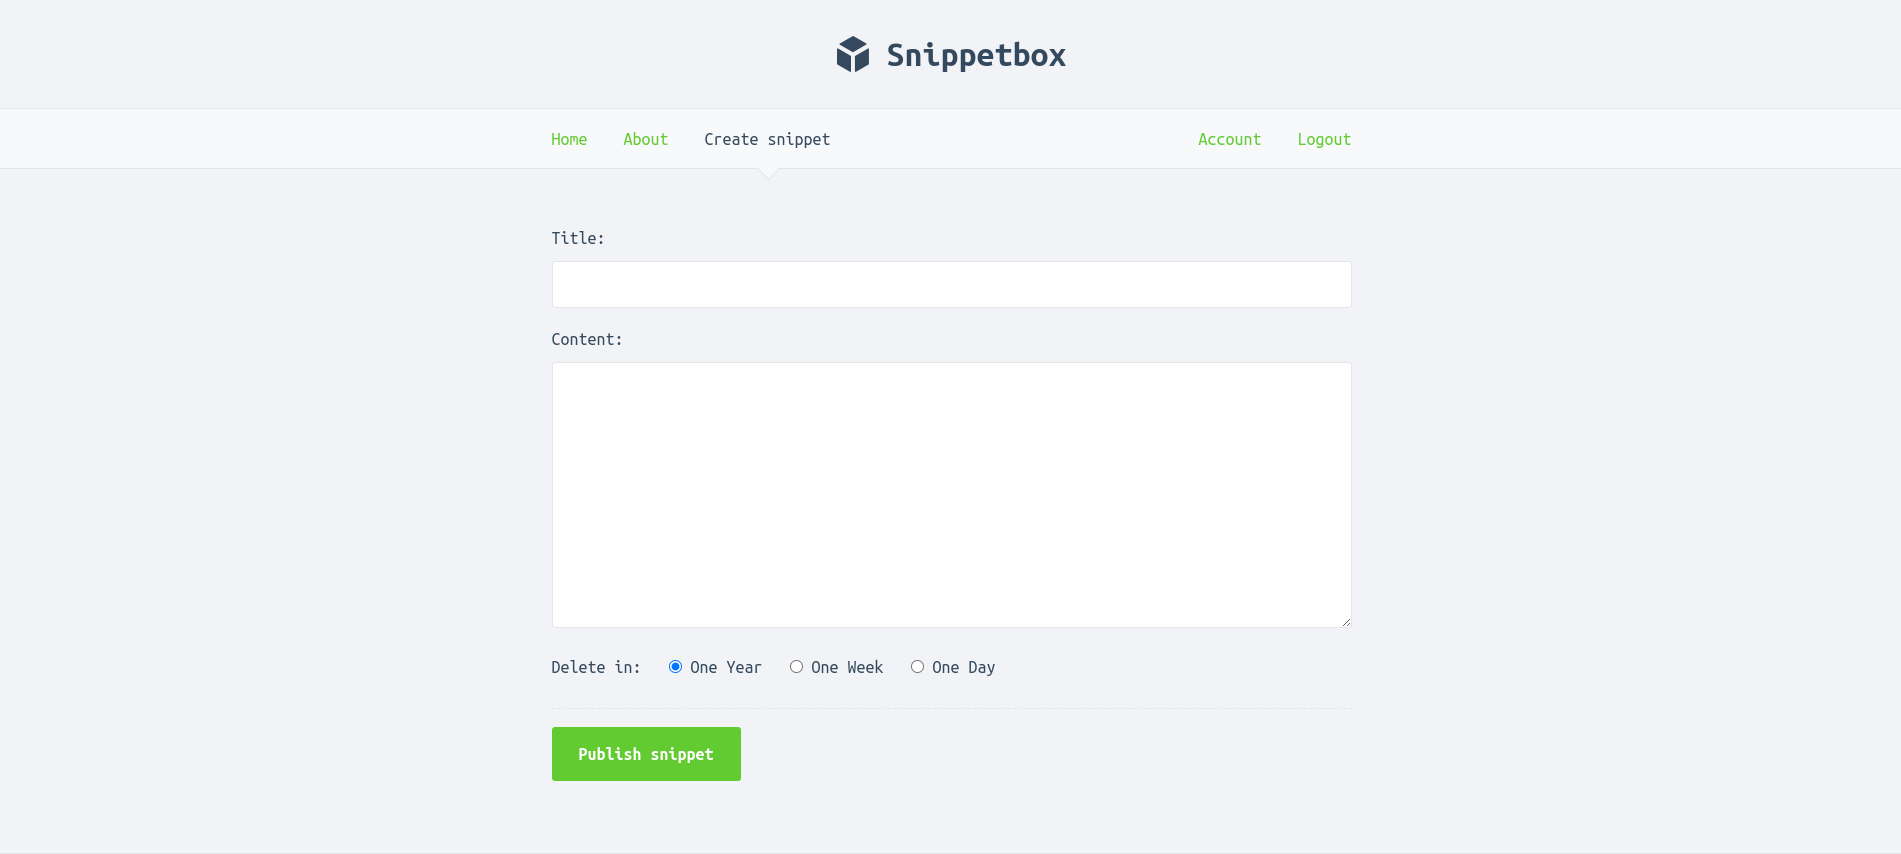 Snippetbox
Home About Create snippet Account Logout
Title:
Content:
Delete in: One Year One Week One Day
Publish snippet